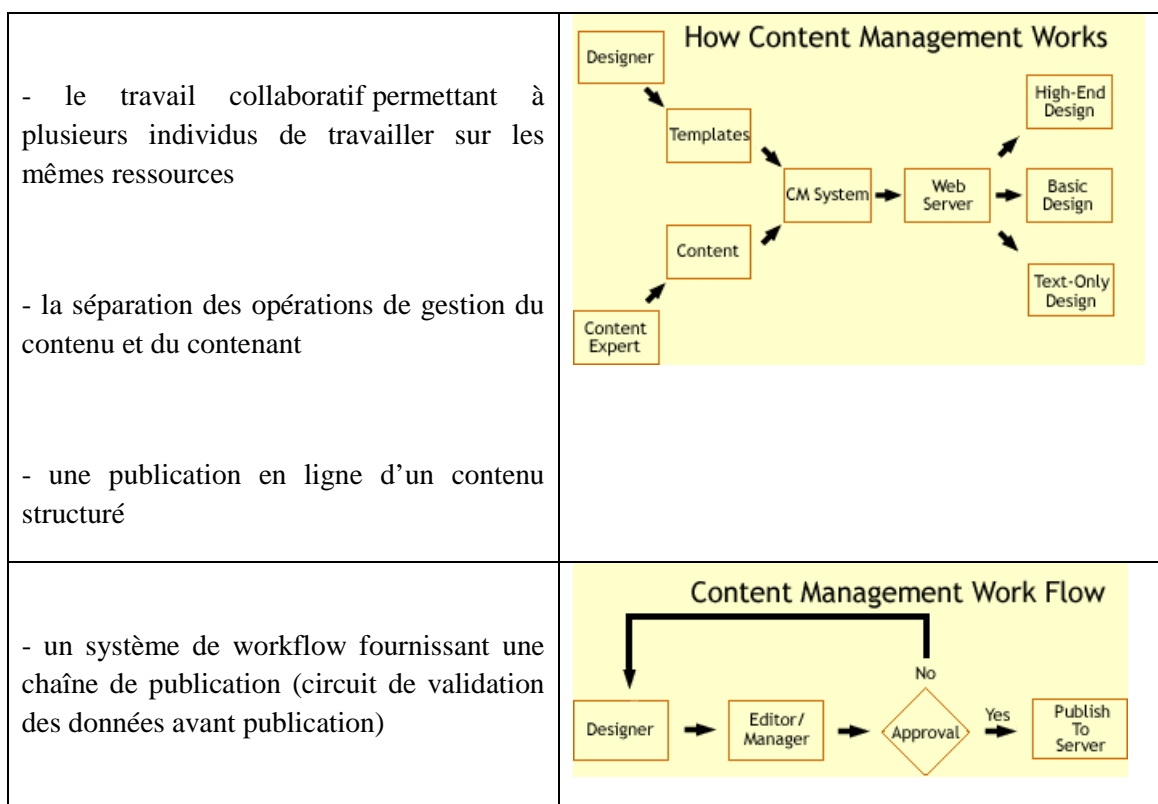 - le travail collaboratif permettant à
plusieurs individus de travailler sur les
mêmes ressources
- la séparation des opérations de gestion du
contenu et du contenant
- une publication en ligne d’un contenu
structuré
How Content Management Works
Designer
Templates
Content
Content
Expert
CM System
Web
Server
High-End
Design
Basic
Design
Text-Only
Design
- un système de workflow fournissant une
chaîne de publication (circuit de validation
des données avant publication)
Content Management Work Flow
No
Designer
Editor/
Manager
Approval
Yes
Publish
To
Server